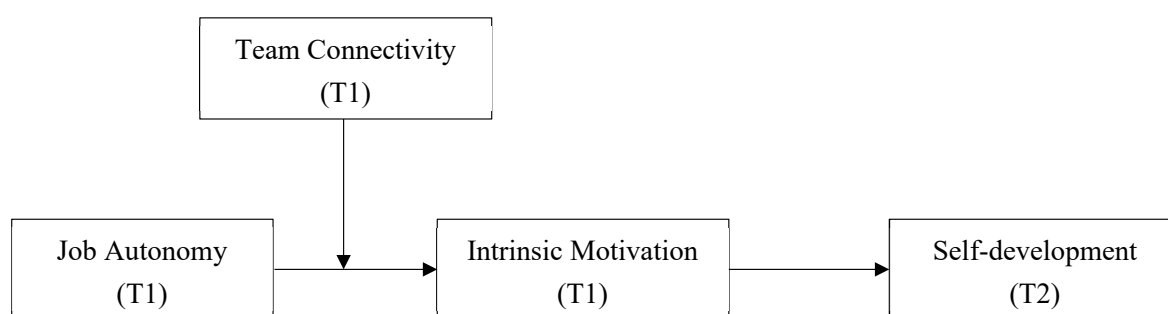 Team Connectivity
(T1)
Job Autonomy
(T1)
Intrinsic Motivation
(T1)
Self-development
(T2)